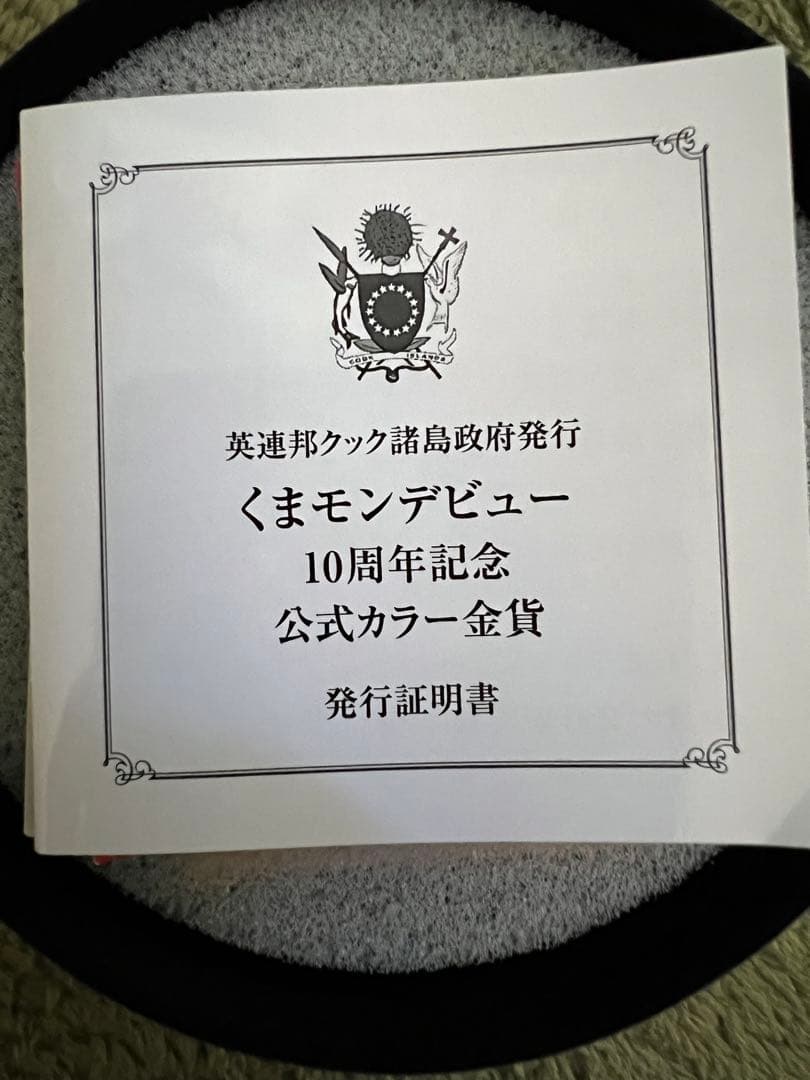 COOK ISLANDS
英連邦クック諸島政府発行
くまモンデビュー
10周年記念
公式カラー金貨
発行証明書